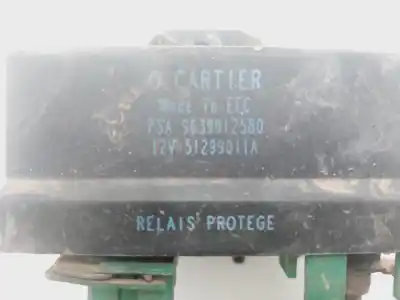 CARTIER
Made in EEC
PSA 9639912580
12V 51299011A
RELAIS PROTEGE